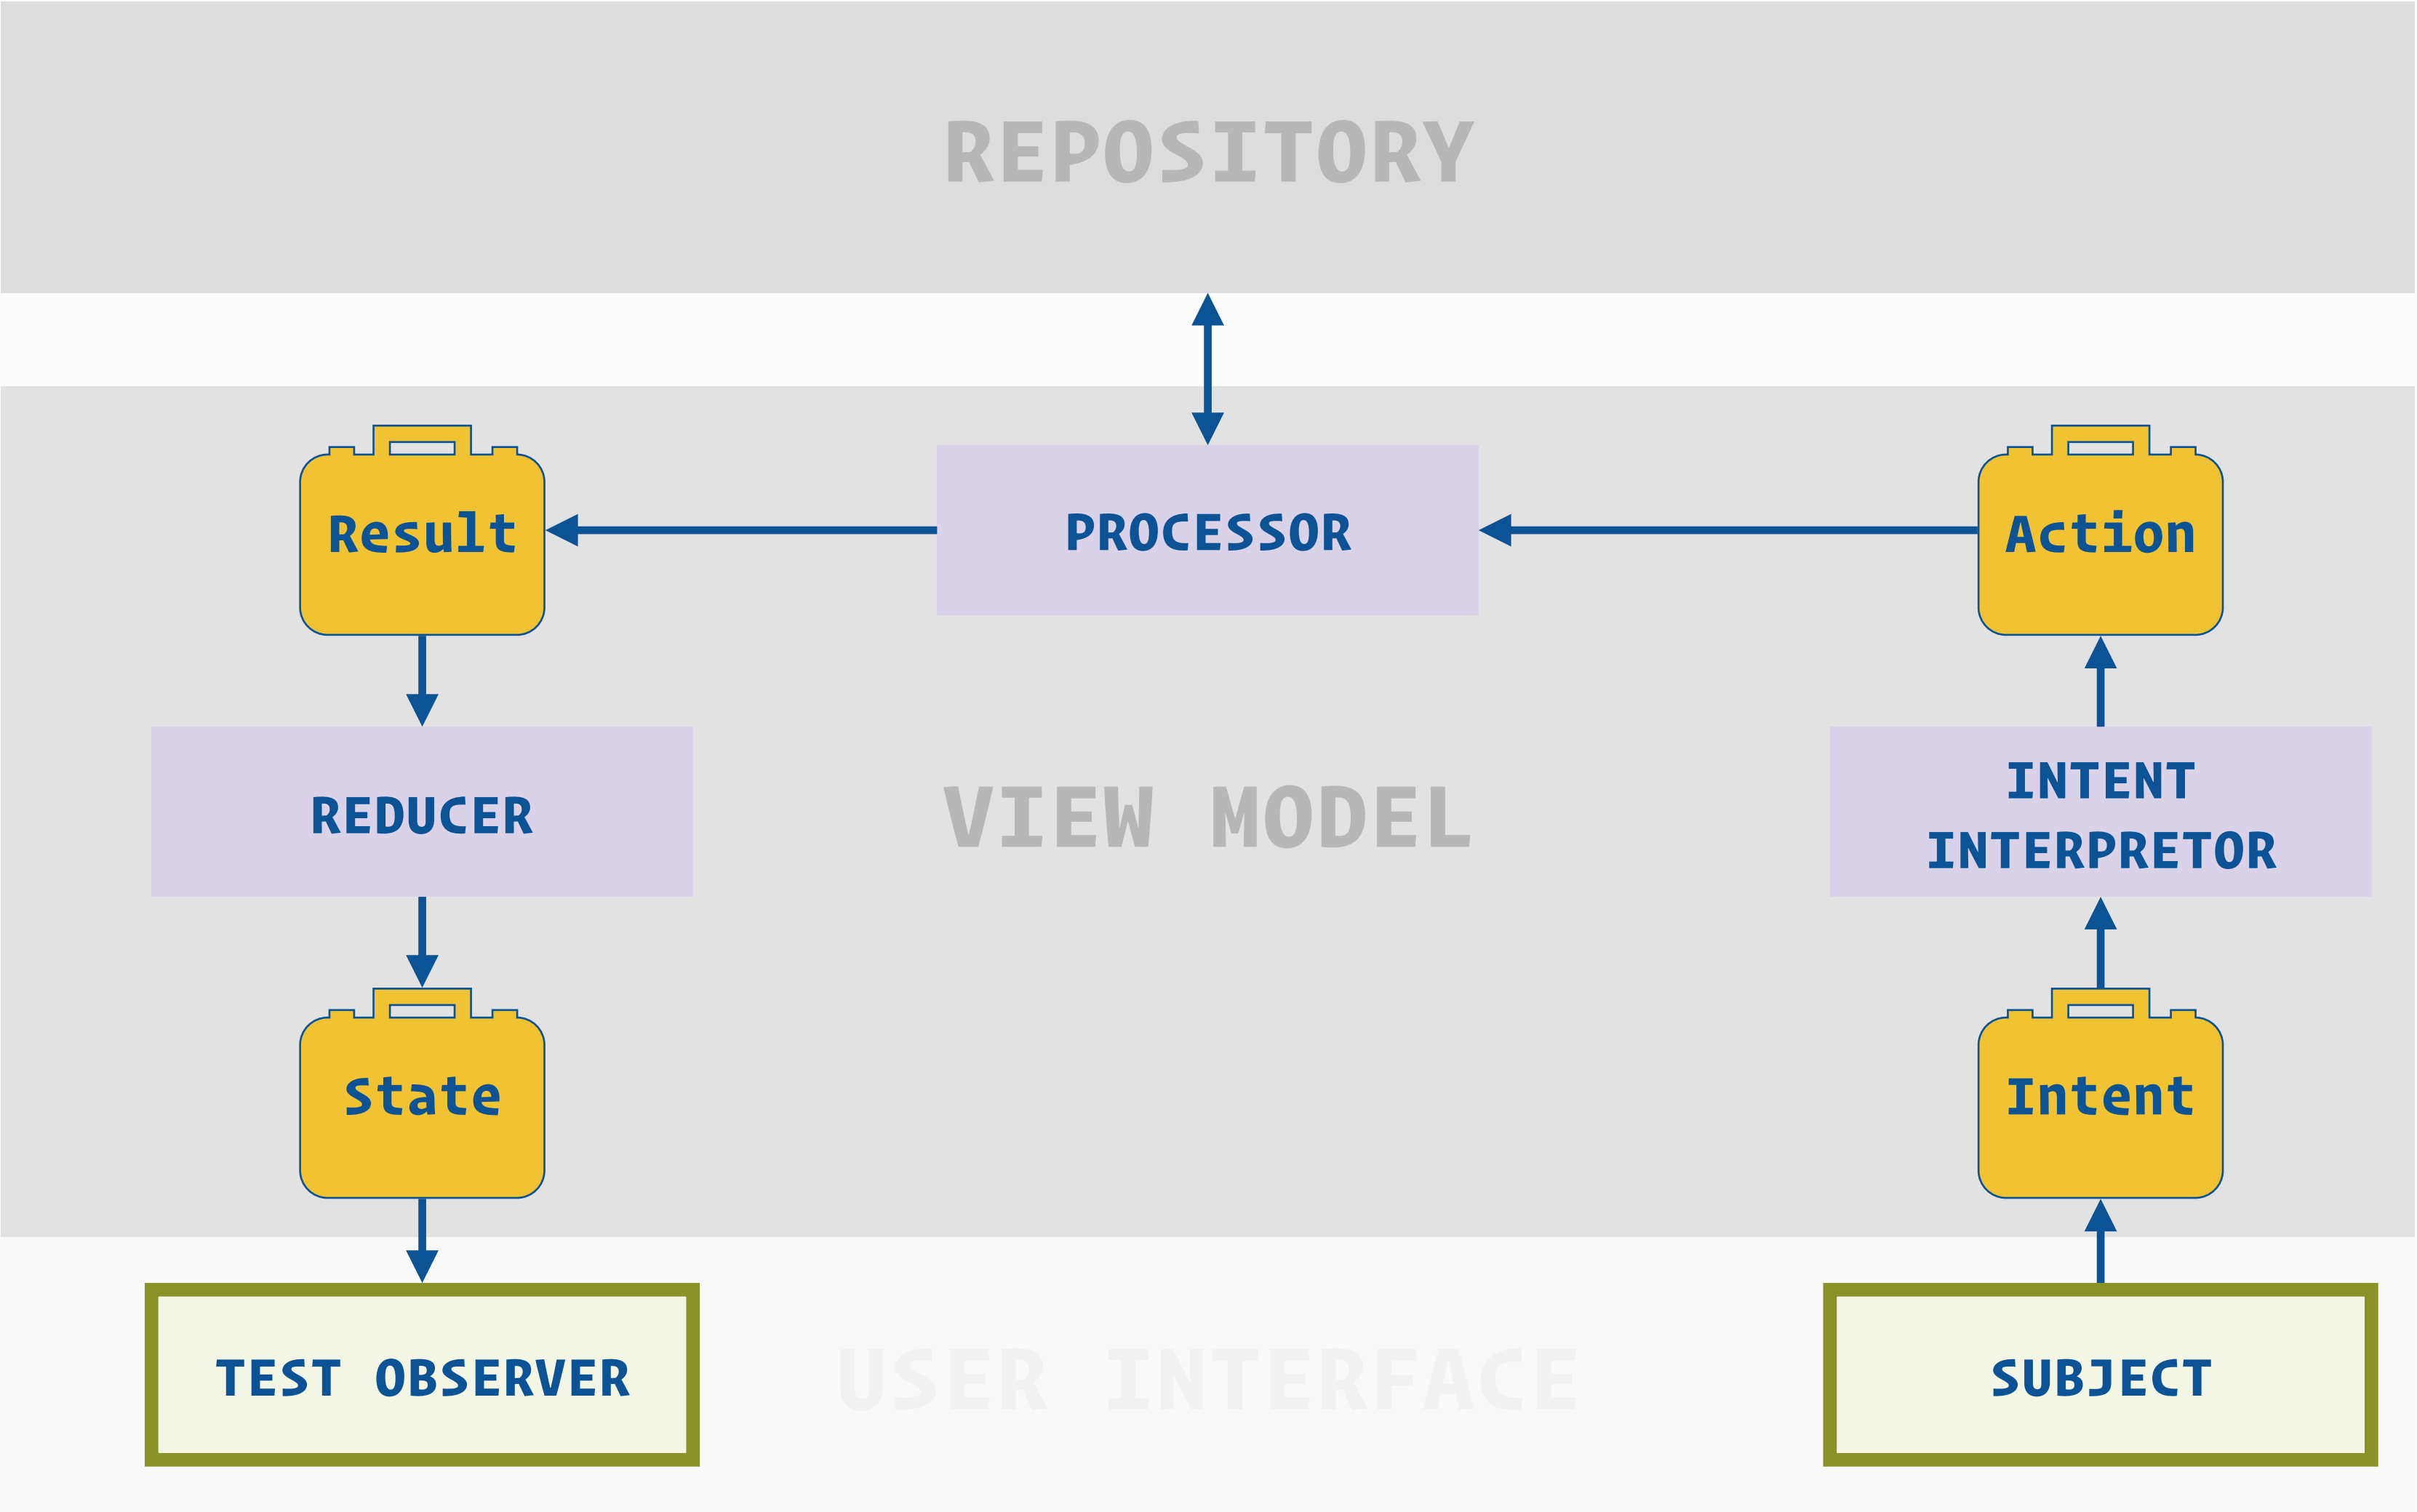 REPOSITORY
Result
PROCESSOR
Action
REDUCER
VIEW MODEL
INTENT
INTERPRETOR
State
Intent
TEST OBSERVER
USER INTERFACE
SUBJECT